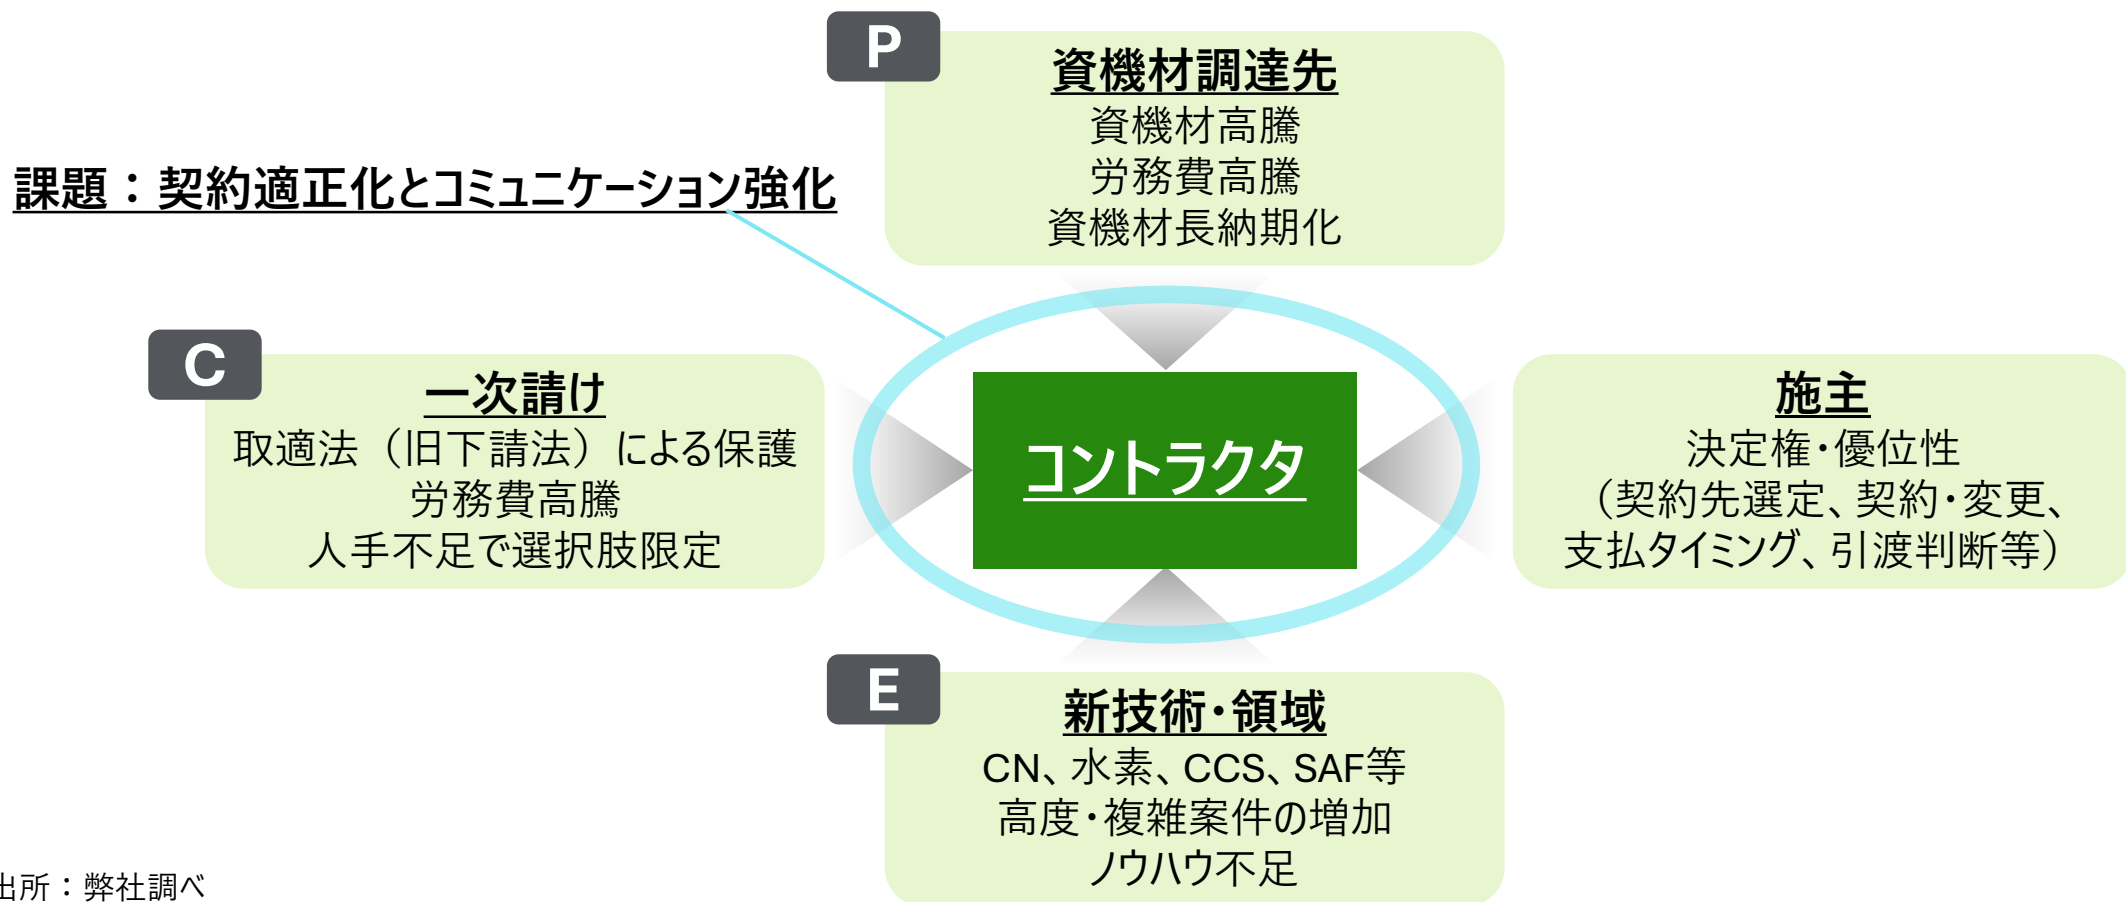 P
資機材調達先
資機材高騰
労務費高騰
資機材長納期化
課題：契約適正化とコミュニケーション強化
C
一次請け
取適法（旧下請法）による保護
労務費高騰
人手不足で選択肢限定
コントラクタ
施主
決定権・優位性
（契約先選定、契約・変更、
支払タイミング、引渡判断等）
E
新技術・領域
CN、水素、CCS、SAF等
高度・複雑案件の増加
ノウハウ不足
出所：弊社調べ